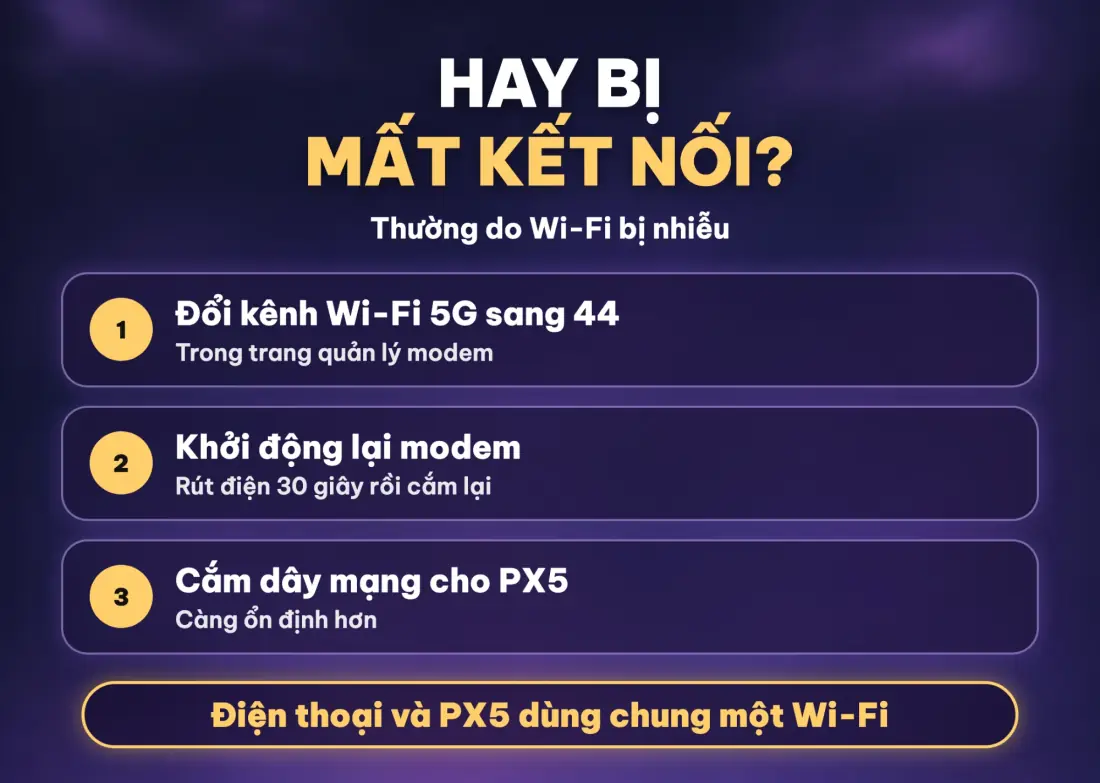 HAY BỊ
MẤT KẾT NỐI?
Thường do Wi-Fi bị nhiễu
1
Đổi kênh Wi-Fi 5G sang 44
Trong trang quản lý modem
2
Khởi động lại modem
Rút điện 30 giây rồi cắm lại
3
Cắm dây mạng cho PX5
Càng ổn định hơn
Điện thoại và PX5 dùng chung một Wi-Fi